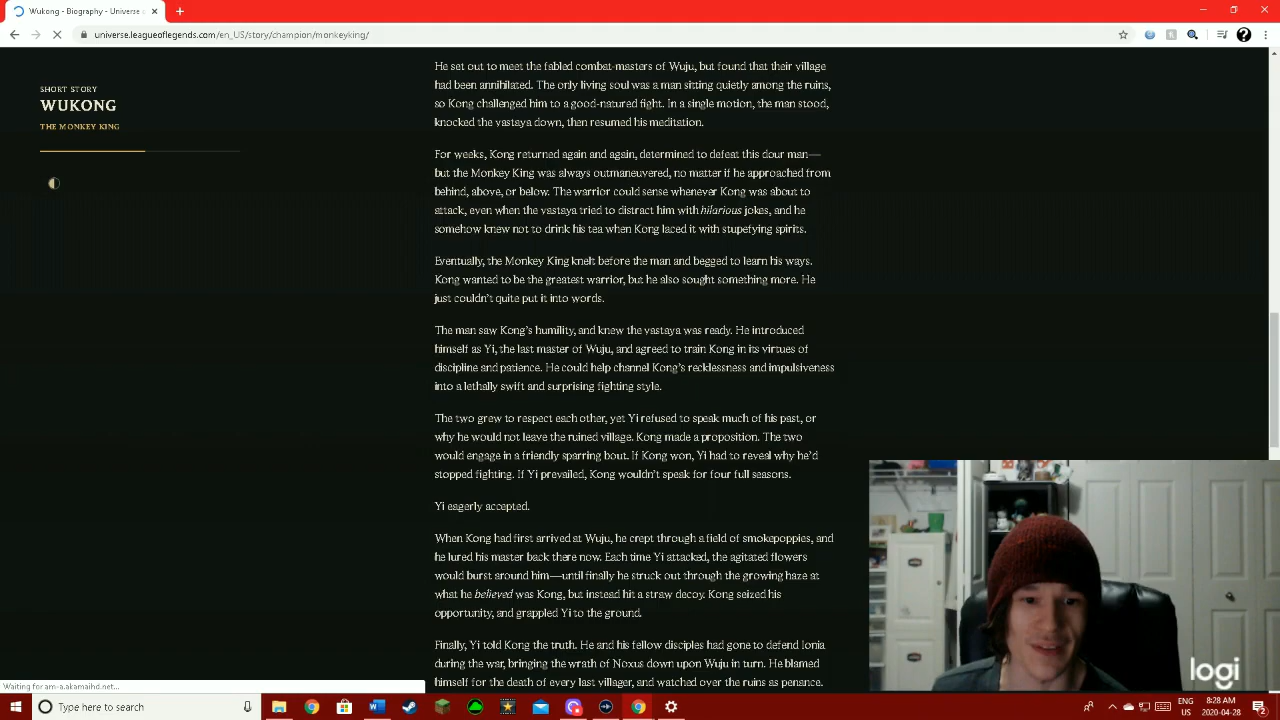 Wukong - Biography - Universe
universe.leagueoflegends.com/en_US/story/champion/monkeyking/
SHORT STORY
WUKONG
THE MONKEY KING
He set out to meet the fabled combat-masters of Wuju, but found that their village
had been annihilated. The only living soul was a man sitting quietly among the ruins,
so Kong challenged him to a good-natured fight. In a single motion, the man stood,
knocked the vastaya down, then resumed his meditation.
For weeks, Kong returned again and again, determined to defeat this dour man—
but the Monkey King was always outmaneuvered, no matter if he approached from
behind, above, or below. The warrior could sense whenever Kong was about to
attack, even when the vastaya tried to distract him with hilarious jokes, and he
somehow knew not to drink his tea when Kong laced it with stupefying spirits.
Eventually, the Monkey King knelt before the man and begged to learn his ways.
Kong wanted to be the greatest warrior, but he also sought something more. He
just couldn't quite put it into words.
The man saw Kong's humility, and knew the vastaya was ready. He introduced
himself as Yi, the last master of Wuju, and agreed to train Kong in its virtues of
discipline and patience. He could help channel Kong's recklessness and impulsiveness
into a lethally swift and surprising fighting style.
The two grew to respect each other, yet Yi refused to speak much of his past, or
why he would not leave the ruined village. Kong made a proposition. The two
would engage in a friendly sparring bout. If Kong won, Yi had to reveal why he'd
stopped fighting. If Yi prevailed, Kong wouldn't speak for four full seasons.
Yi eagerly accepted.
When Kong had first arrived at Wuju, he crept through a field of smokepoppies, and
he lured his master back there now. Each time Yi attacked, the agitated flowers
would burst around him—until finally he struck out through the growing haze at
what he believed was Kong, but instead hit a straw decoy. Kong seized his
opportunity, and grappled Yi to the ground.
Finally, Yi told Kong the truth. He and his fellow disciples had gone to defend Ionia
during the war, bringing the wrath of Noxus down upon Wuju in turn. He blamed
himself for the death of every last villager, and watched over the ruins as penance.
logi
Waiting for am-a.akamaihd.net...
Type here to search
ENG
US
8:28 AM
2020-04-28
2